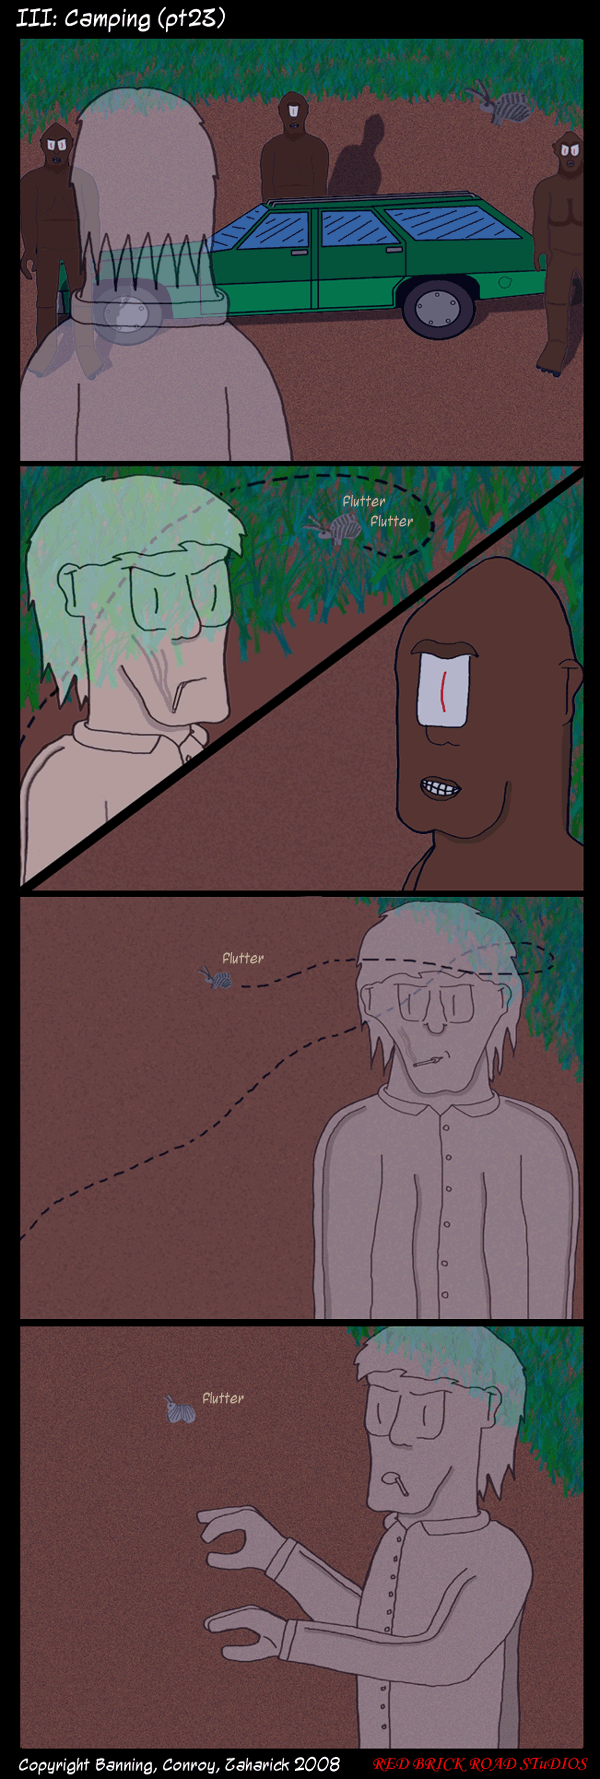 III: Camping (pt23)
Flutter
Flutter
Flutter
Flutter
Copyright Banning, Conroy, Zaharick 2008
RED BRICK ROAD STuDIOS